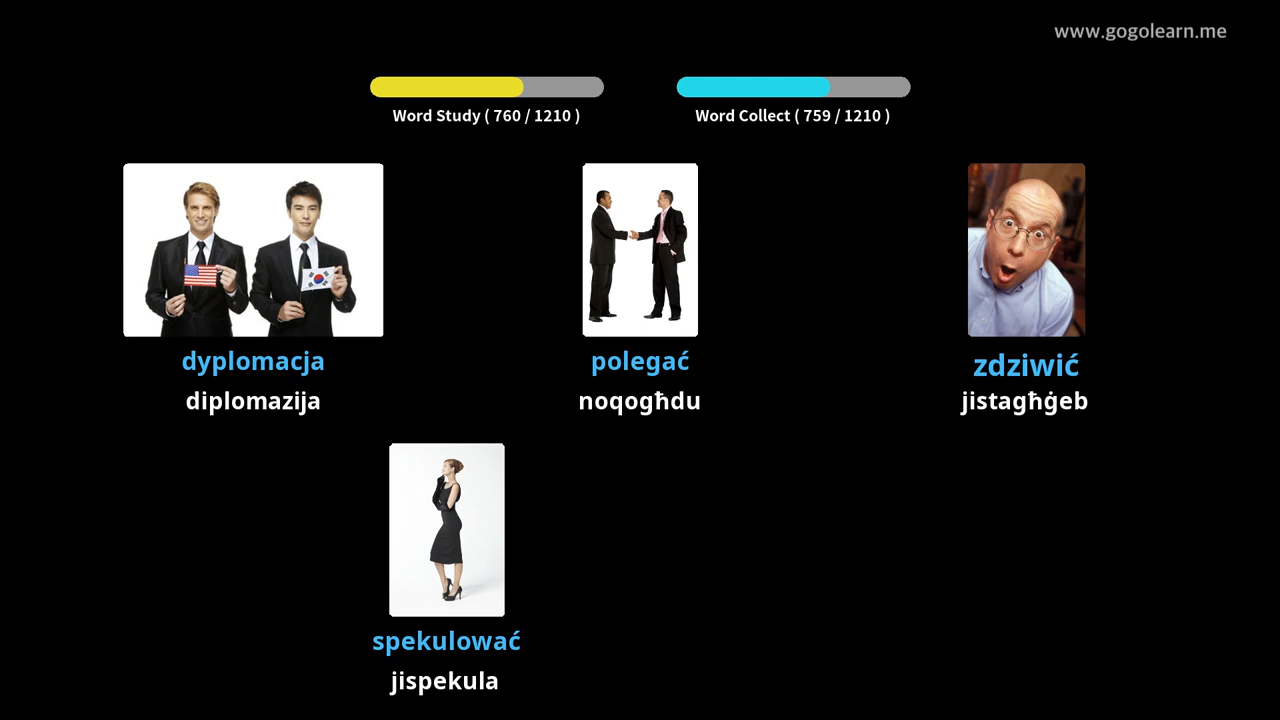 www.gogolearn.me
Word Study ( 760 / 1210 )
Word Collect ( 759 / 1210 )
dyplomacja
diplomazija
polegać
noqogħdu
zdziwić
jistagħġeb
spekulować
jispekula